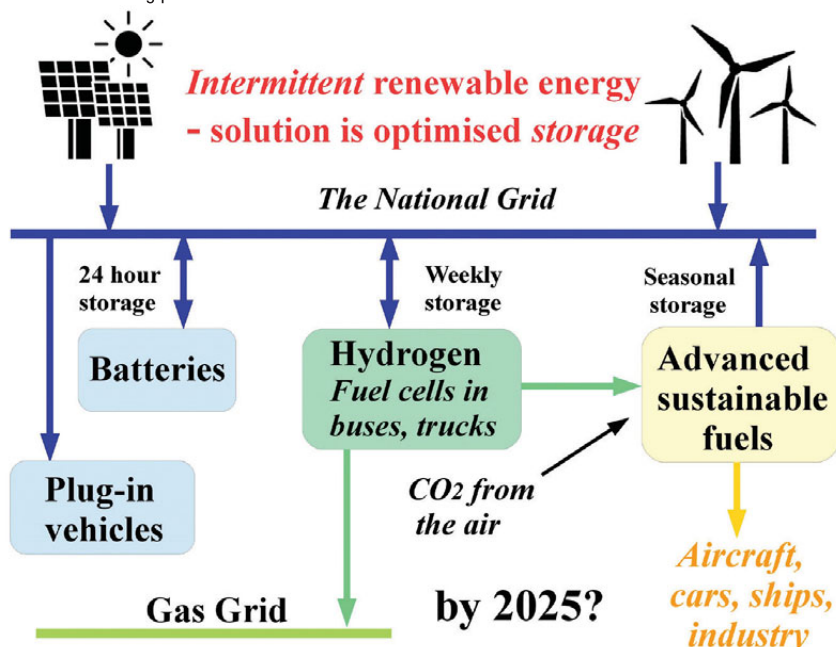 Intermittent renewable energy
- solution is optimised storage
The National Grid
24 hour
storage
Weekly
storage
Seasonal
storage
Batteries
Hydrogen
Fuel cells in
buses, trucks
Advanced
sustainable
fuels
Plug-in
vehicles
CO2 from
the air
Gas Grid
by 2025?
Aircraft,
cars, ships,
industry